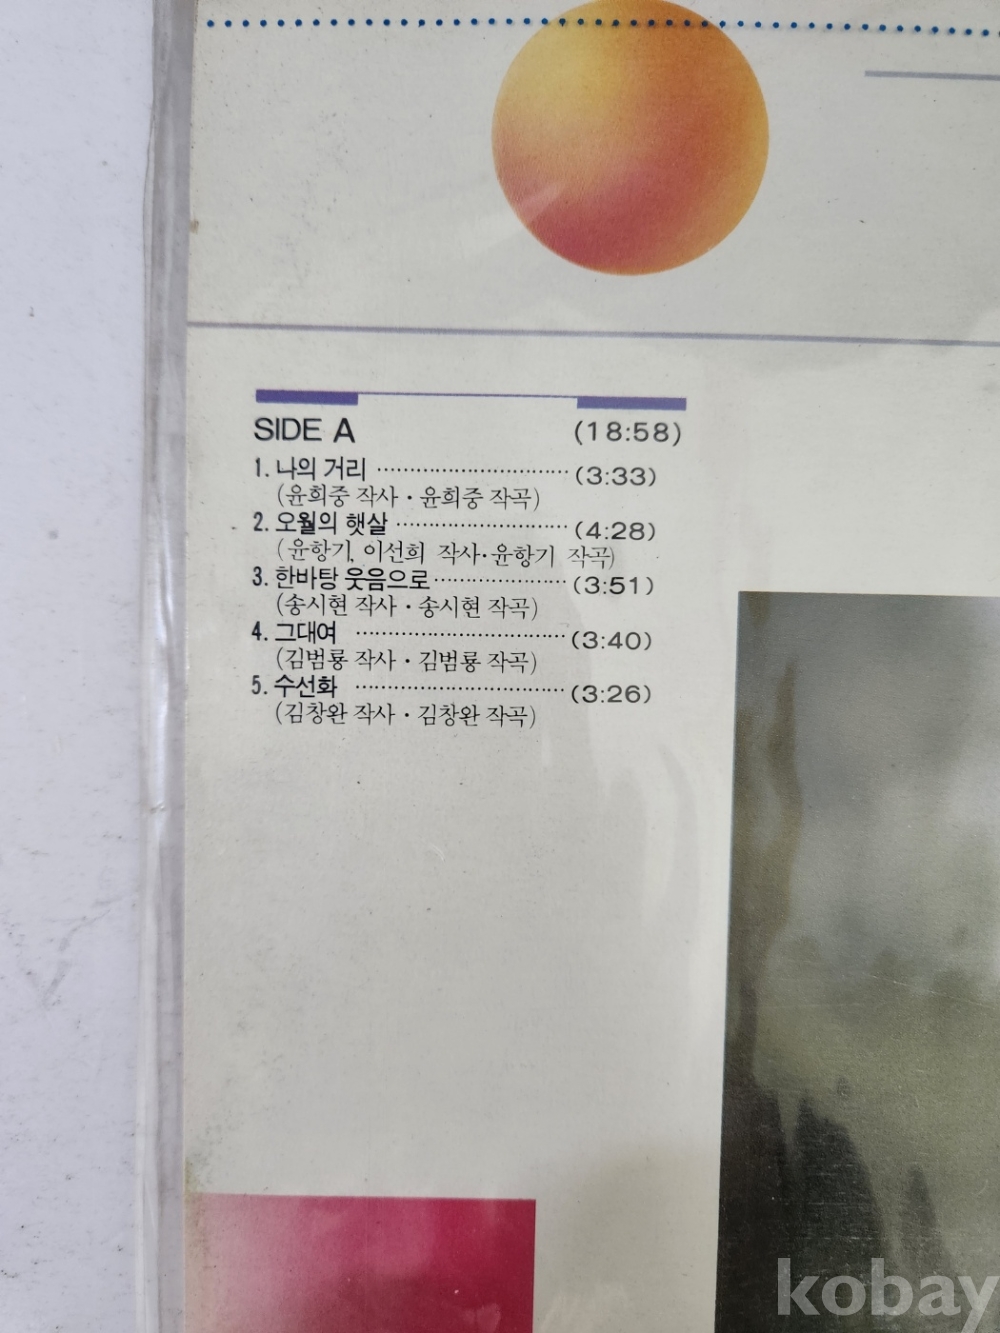 SIDE A (18:58)
1. 나의 거리 ······························ (3:33)
(윤희중 작사 · 윤희중 작곡)
2. 오월의 햇살 ··························· (4:28)
(윤항기, 이선희 작사·윤항기 작곡)
3. 한바탕 웃음으로 ····················· (3:51)
(송시현 작사 · 송시현 작곡)
4. 그대여 ································· (3:40)
(김범룡 작사 · 김범룡 작곡)
5. 수선화 ································· (3:26)
(김창완 작사 · 김창완 작곡)
kobay